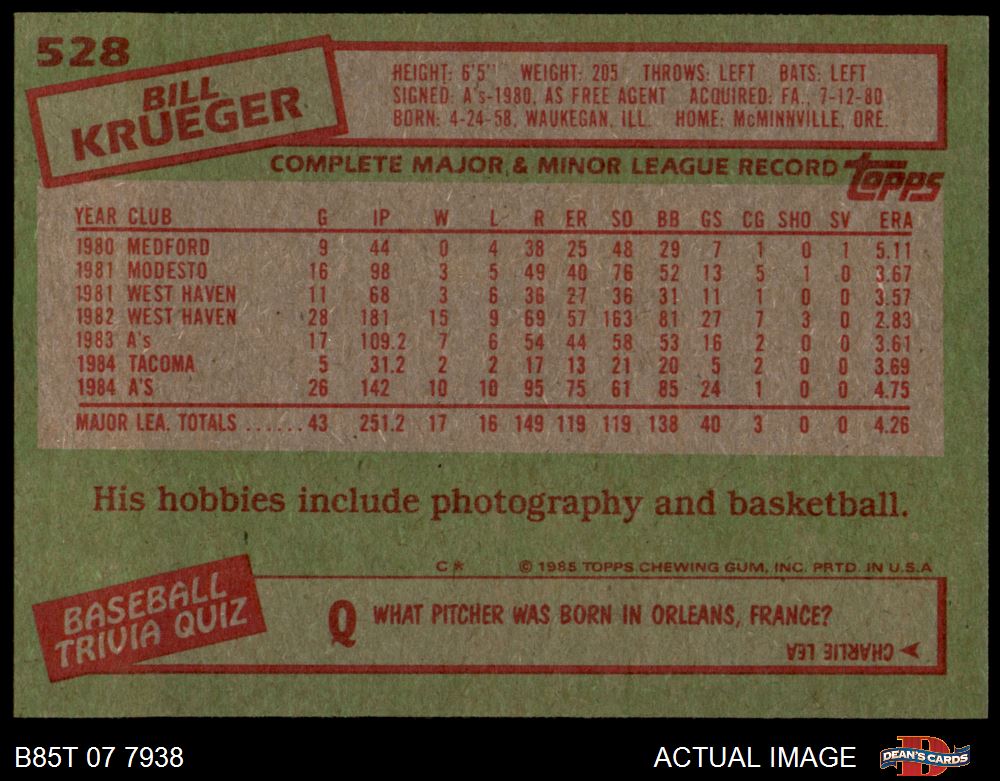 528
BILL
KRUEGER
HEIGHT: 6'5" WEIGHT: 205 THROWS: LEFT BATS: LEFT
SIGNED: A's-1980, AS FREE AGENT ACQUIRED: FA., 7-12-80
BORN: 4-24-58, WAUKEGAN, ILL. HOME: McMINNVILLE, ORE.
COMPLETE MAJOR & MINOR LEAGUE RECORD topps
YEAR CLUB G IP W L R ER SO BB GS CG SHO SV ERA
1980 MEDFORD 9 44 0 4 38 25 48 29 7 1 0 1 5.11
1981 MODESTO 16 98 3 5 49 40 76 52 13 5 1 0 3.67
1981 WEST HAVEN 11 68 3 6 36 27 36 31 11 1 0 0 3.57
1982 WEST HAVEN 28 181 15 9 69 57 163 81 27 7 3 0 2.83
1983 A's 17 109.2 7 6 54 44 58 53 16 2 0 0 3.61
1984 TACOMA 5 31.2 2 2 17 13 21 20 5 2 0 0 3.69
1984 A'S 26 142 10 10 95 75 61 85 24 1 0 0 4.75
MAJOR LEA. TOTALS ...... 43 251.2 17 16 149 119 119 138 40 3 0 0 4.26
His hobbies include photography and basketball.
C* © 1985 TOPPS CHEWING GUM, INC. PRTD. IN U.S.A
BASEBALL
TRIVIA QUIZ
Q WHAT PITCHER WAS BORN IN ORLEANS, FRANCE?
CHARLIE LEA
B85T 07 7938 ACTUAL IMAGE DEAN'S CARDS